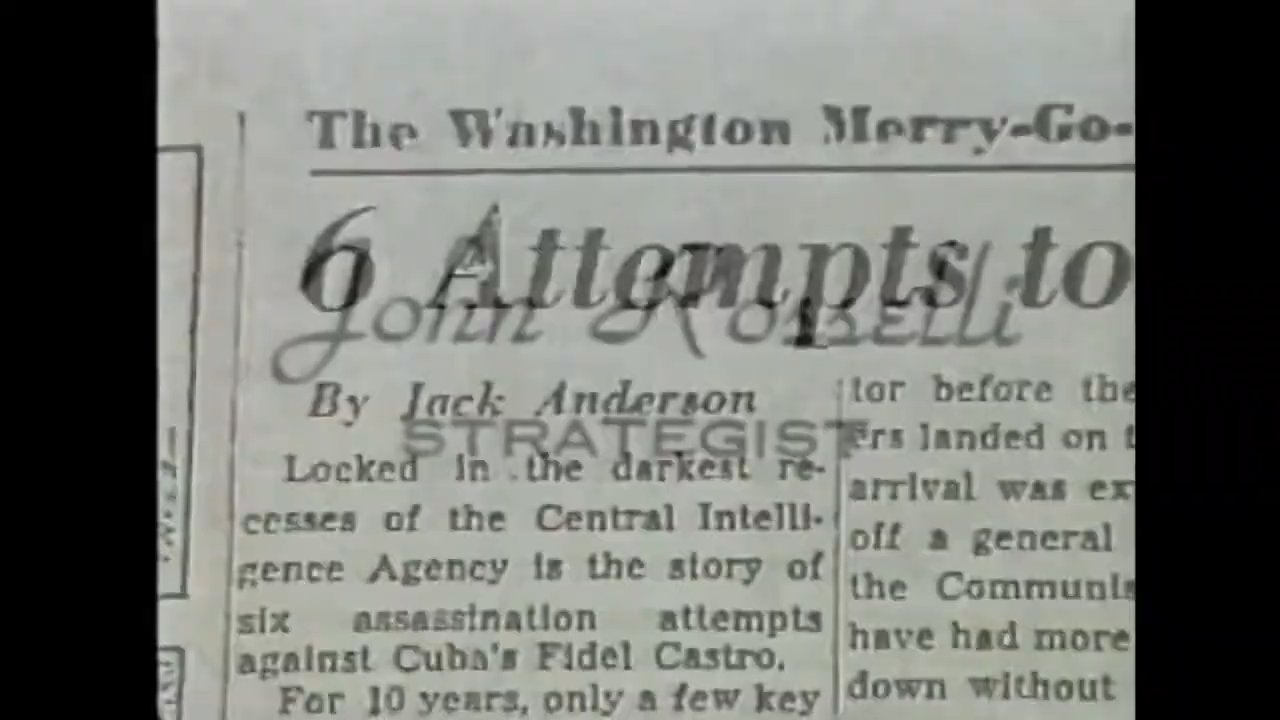 The Washington Merry-Go-
6 Attempts to
John Rosselli
STRATEGIST
By Jack Anderson
Locked in the darkest re-
cesses of the Central Intelli-
gence Agency is the story of
six assassination attempts
against Cuba's Fidel Castro.
For 10 years, only a few key
tor before the
ers landed on
arrival was ex
off a general
the Communis
have had more
down without